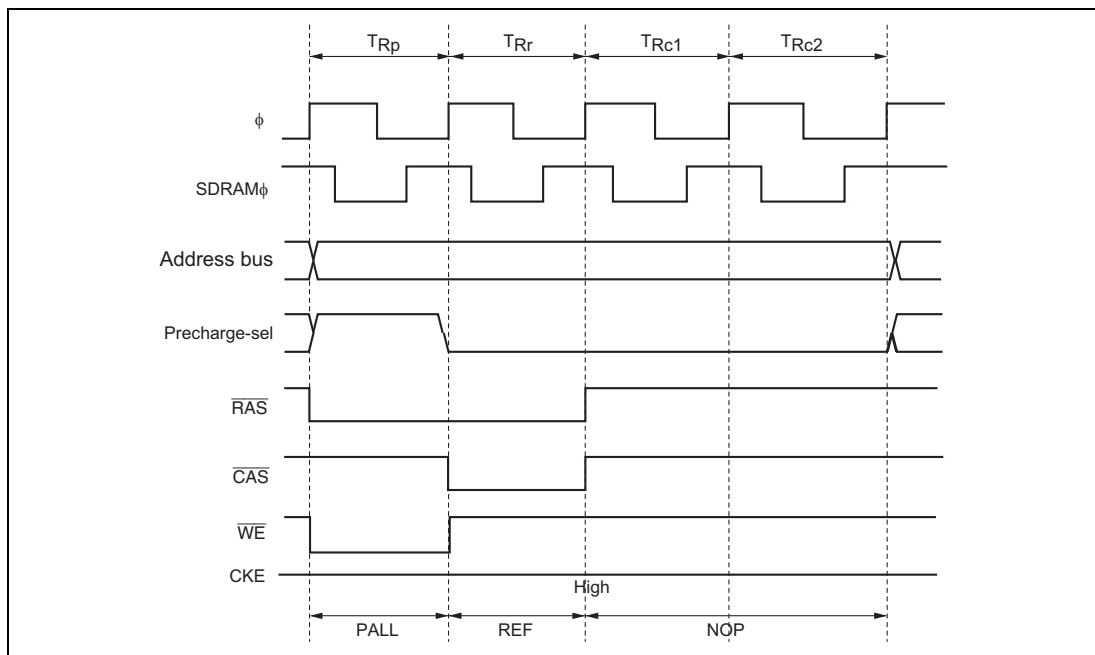 TRp TRr TRc1 TRc2
ϕ
SDRAMϕ
Address bus
Precharge-sel
RAS
CAS
WE
CKE
High
PALL REF NOP